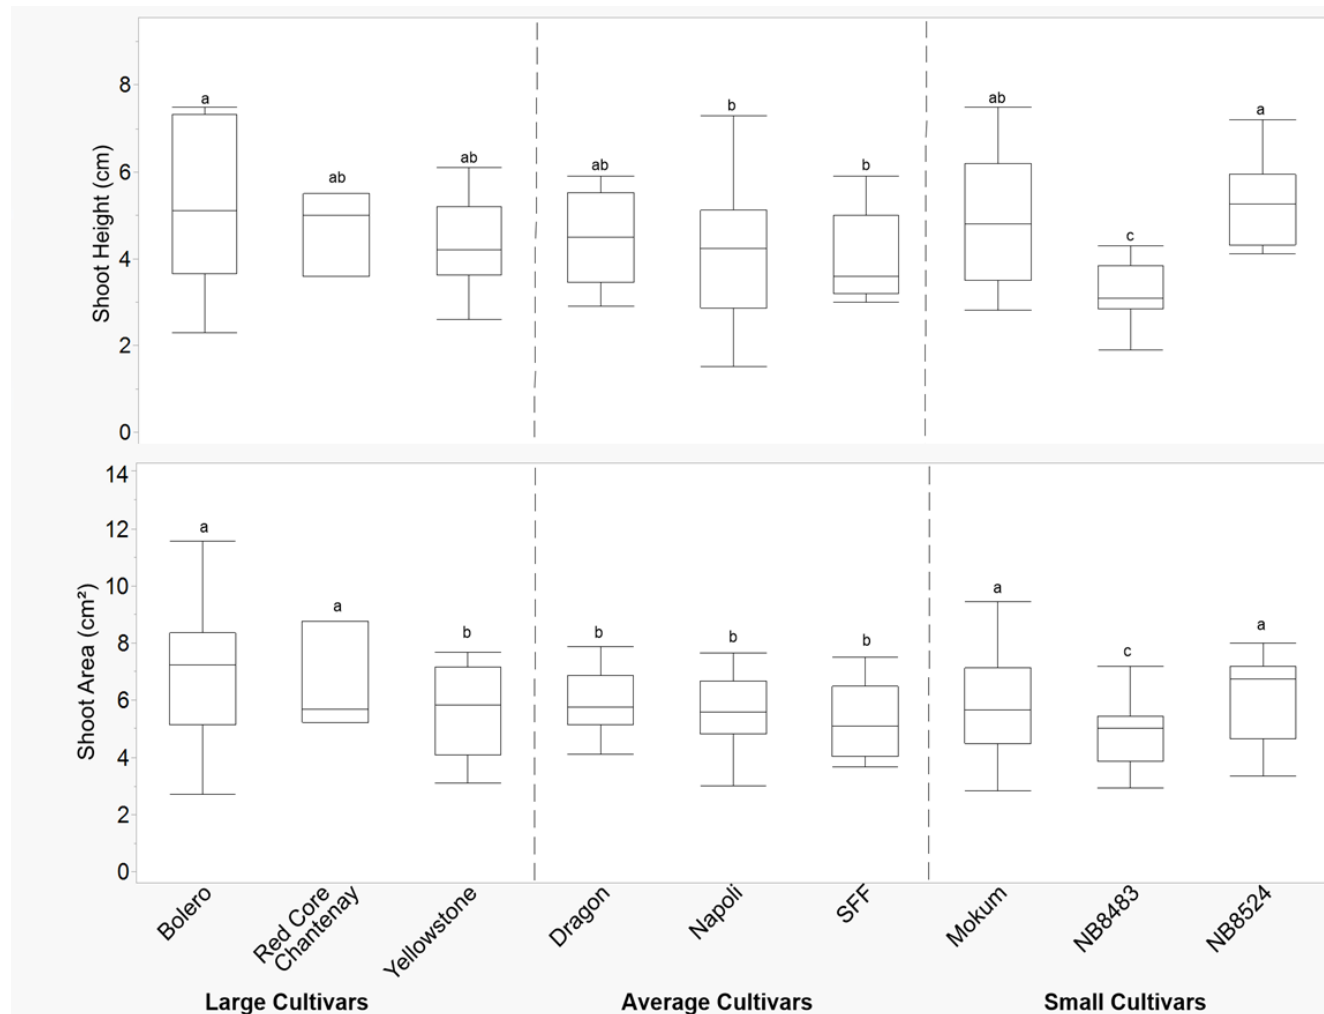 Shoot Height (cm)
8
6
4
2
0
a
ab
ab
ab
b
b
ab
c
a
Shoot Area (cm²)
14
12
10
8
6
4
2
0
a
a
b
b
b
b
a
c
a
Bolero
Red Core
Chantenay
Yellowstone
Dragon
Napoli
SFF
Mokum
NB8483
NB8524
Large Cultivars
Average Cultivars
Small Cultivars